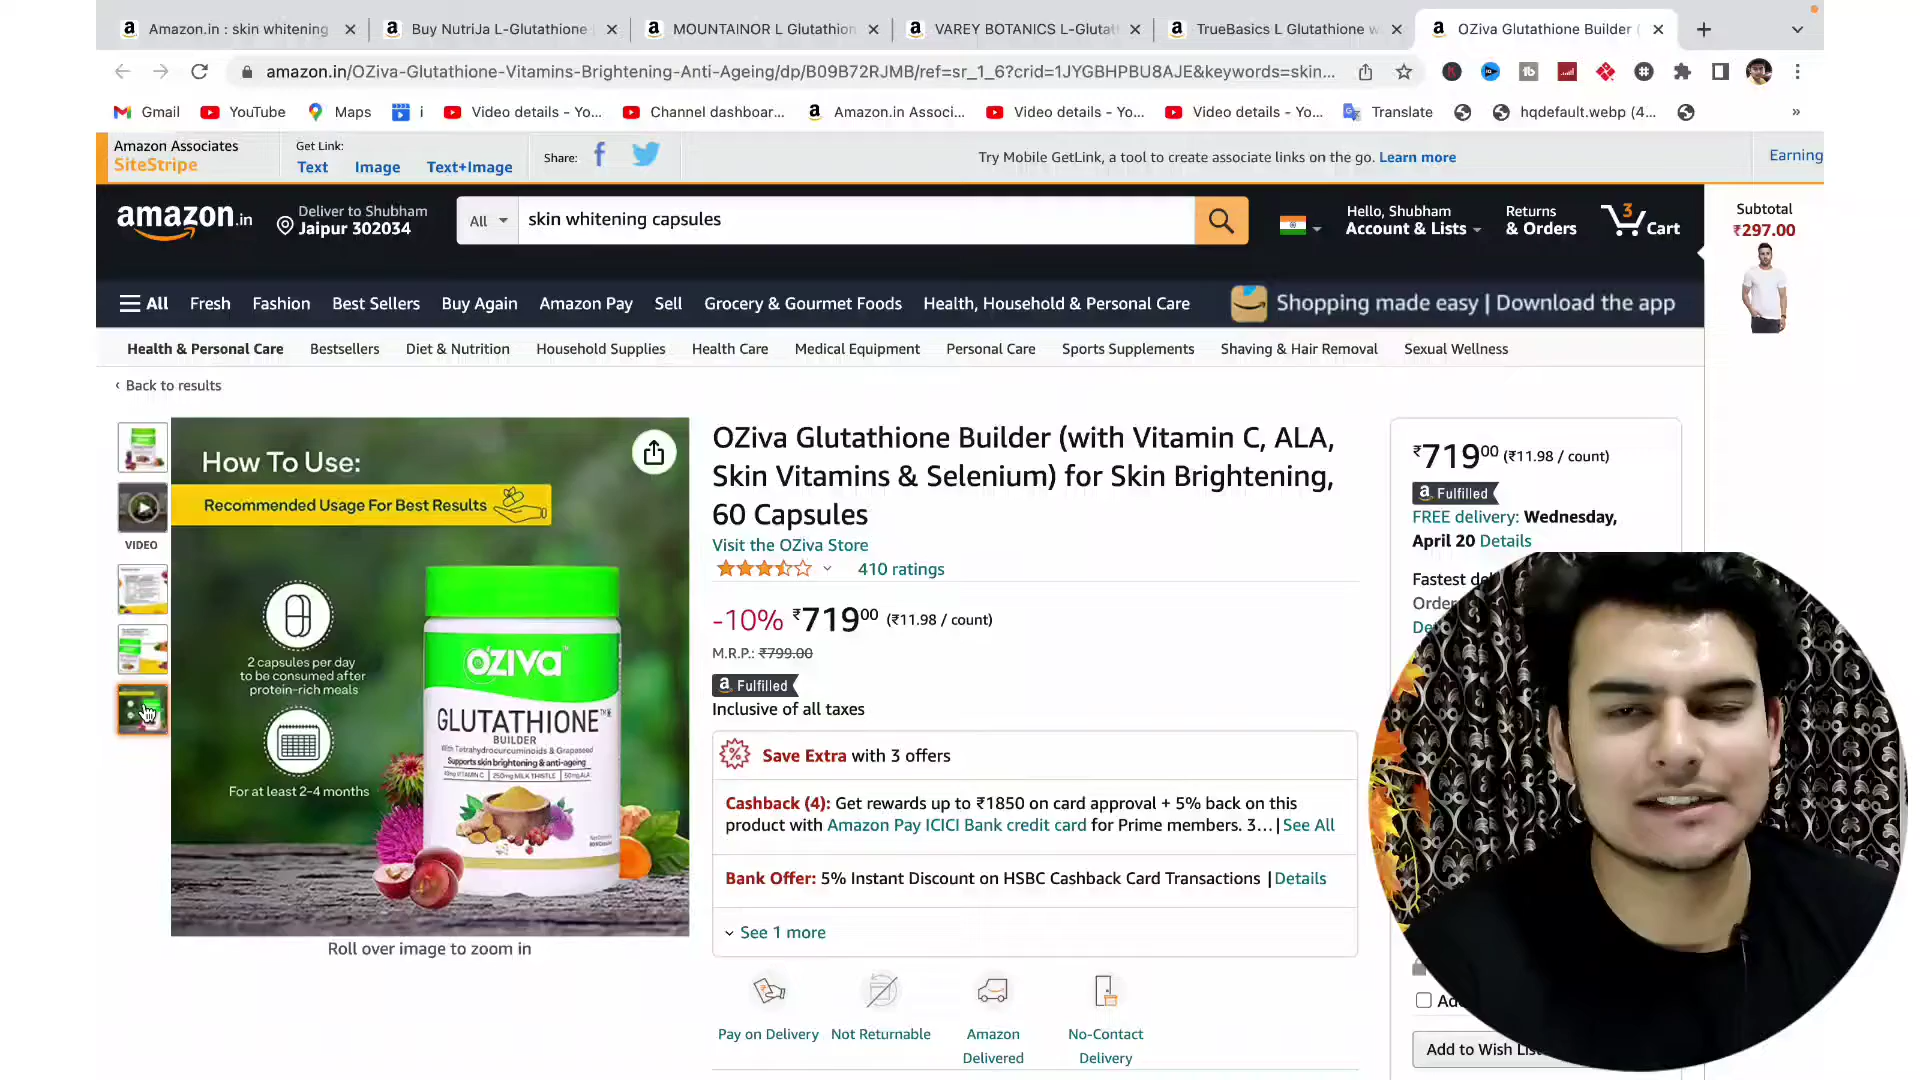 Amazon.in : skin whitening
Buy NutriJa L-Glutathione
MOUNTAINOR L Glutathion
VAREY BOTANICS L-Glutat
TrueBasics L Glutathione w
OZiva Glutathione Builder (
amazon.in/OZiva-Glutathione-Vitamins-Brightening-Anti-Ageing/dp/B09B72RJMB/ref=sr_1_6?crid=1JYGBHPBU8AJE&keywords=skin...
Gmail
YouTube
Maps
i
Video details - Yo...
Channel dashboar...
Amazon.in Associ...
Video details - Yo...
Video details - Yo...
Translate
hqdefault.webp (4...
»
Amazon Associates
SiteStripe
Get Link:
Text
Image
Text+Image
Share:
Try Mobile GetLink, a tool to create associate links on the go. Learn more
Earning
amazon.in
Deliver to Shubham
Jaipur 302034
All
skin whitening capsules
Hello, Shubham
Account & Lists
Returns
& Orders
3
Cart
Subtotal
₹297.00
All
Fresh
Fashion
Best Sellers
Buy Again
Amazon Pay
Sell
Grocery & Gourmet Foods
Health, Household & Personal Care
Shopping made easy | Download the app
Health & Personal Care
Bestsellers
Diet & Nutrition
Household Supplies
Health Care
Medical Equipment
Personal Care
Sports Supplements
Shaving & Hair Removal
Sexual Wellness
‹ Back to results
VIDEO
How To Use:
Recommended Usage For Best Results
2 capsules per day
to be consumed after
protein-rich meals
For at least 2-4 months
OZIVA
GLUTATHIONE
BUILDER
With Tetrahydrocurcuminoids & Grapeseed
Supports skin brightening & anti-ageing
Roll over image to zoom in
OZiva Glutathione Builder (with Vitamin C, ALA,
Skin Vitamins & Selenium) for Skin Brightening,
60 Capsules
Visit the OZiva Store
410 ratings
-10% ₹719⁰⁰ (₹11.98 / count)
M.R.P.: ₹799.00
Fulfilled
Inclusive of all taxes
Save Extra with 3 offers
Cashback (4): Get rewards up to ₹1850 on card approval + 5% back on this
product with Amazon Pay ICICI Bank credit card for Prime members. 3... | See All
Bank Offer: 5% Instant Discount on HSBC Cashback Card Transactions | Details
See 1 more
Pay on Delivery
Not Returnable
Amazon
Delivered
No-Contact
Delivery
₹719⁰⁰ (₹11.98 / count)
Fulfilled
FREE delivery: Wednesday,
April 20 Details
Fastest de
Order
De
Ad
Add to Wish Lis